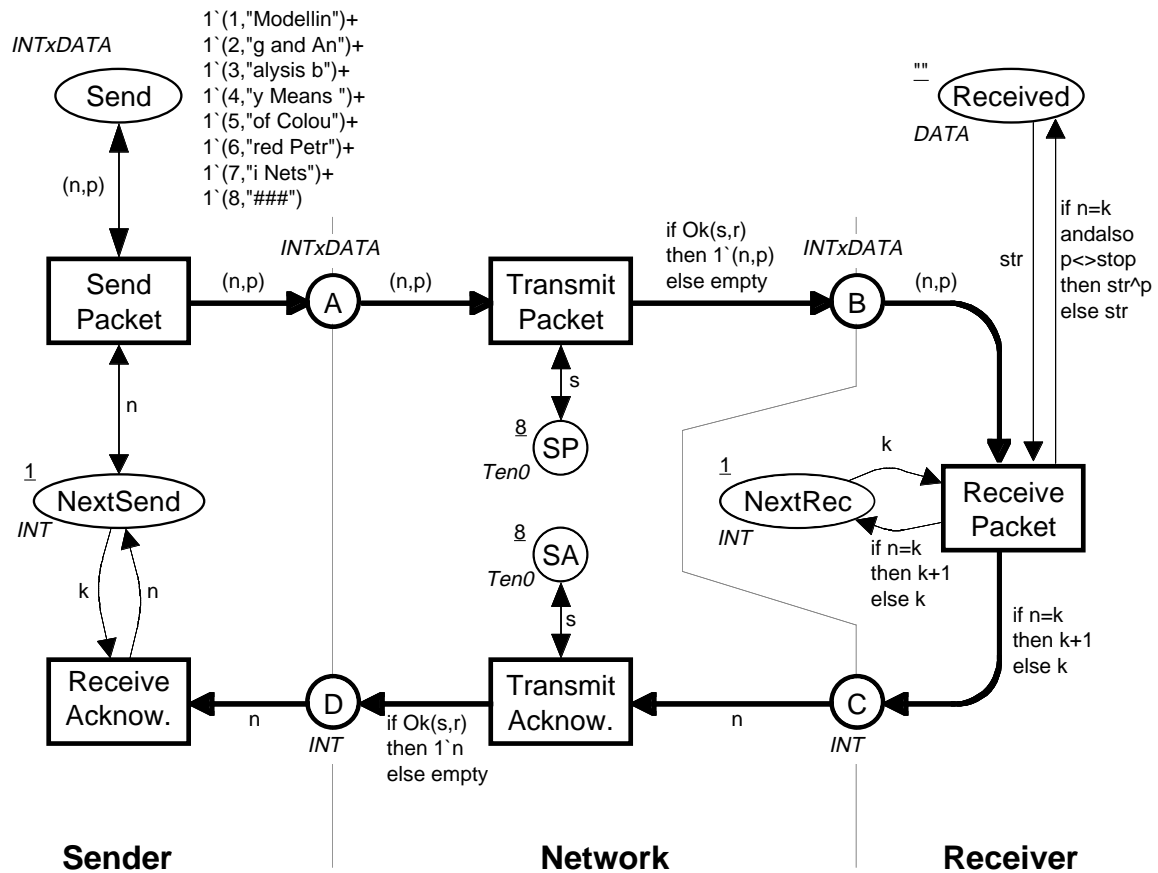 INTxDATA
Send
1`(1,"Modellin")+
1`(2,"g and An")+
1`(3,"alysis b")+
1`(4,"y Means ")+
1`(5,"of Colou")+
1`(6,"red Petr")+
1`(7,"i Nets")+
1`(8,"###")
""
Received
DATA
(n,p)
Send
Packet
(n,p)
INTxDATA
A
(n,p)
Transmit
Packet
if Ok(s,r)
then 1`(n,p)
else empty
INTxDATA
B
(n,p)
str
if n=k
andalso
p<>stop
then str^p
else str
n
s
8
SP
Ten0
1
NextSend
INT
8
SA
Ten0
s
1
NextRec
INT
k
if n=k
then k+1
else k
Receive
Packet
k
n
if n=k
then k+1
else k
Receive
Acknow.
n
D
INT
if Ok(s,r)
then 1`n
else empty
Transmit
Acknow.
n
C
INT
Sender
Network
Receiver